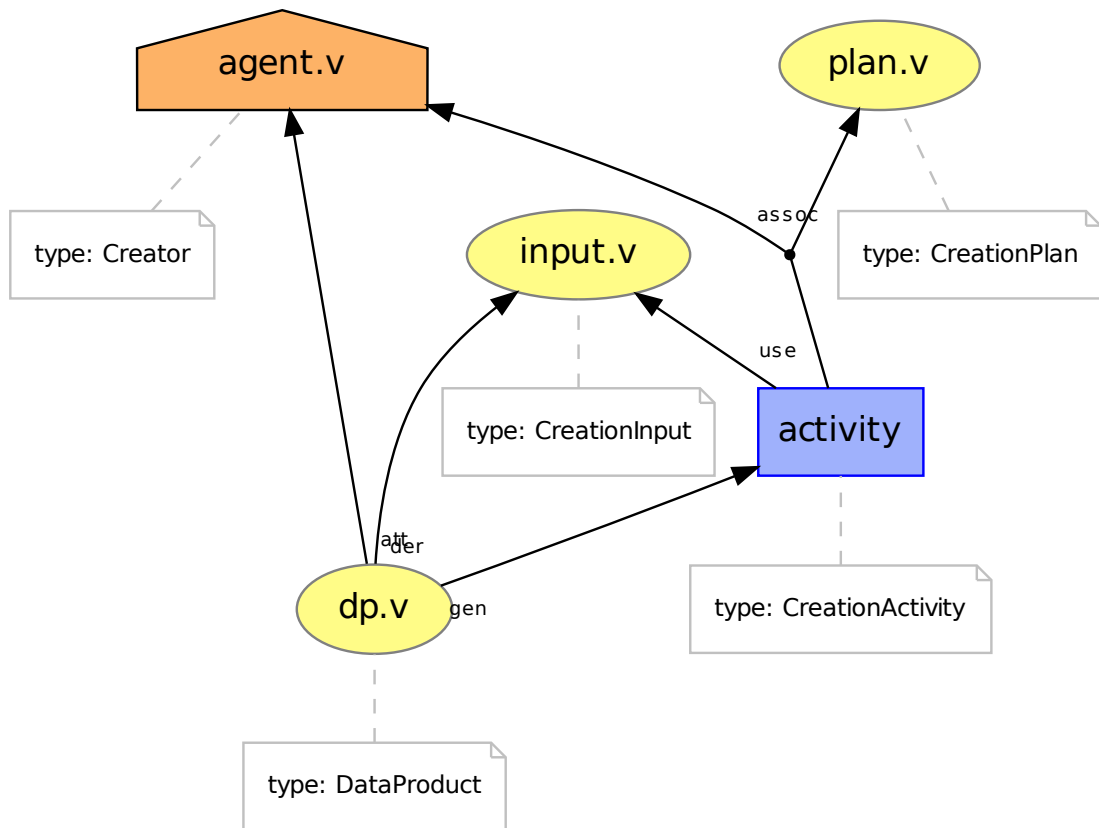 agent.v
plan.v
assoc
type: Creator
input.v
type: CreationPlan
use
type: CreationInput
activity
att
der
dp.v
gen
type: CreationActivity
type: DataProduct